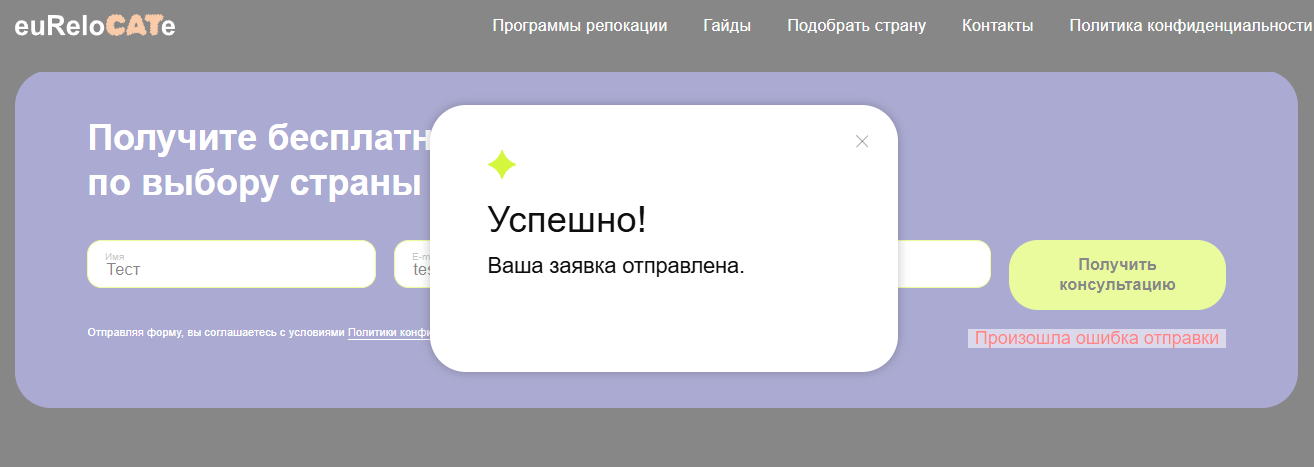 euReloCATe
Программы релокации
Гайды
Подобрать страну
Контакты
Политика конфиденциальности
Получите бесплатн
по выбору страны
Успешно!
Ваша заявка отправлена.
Имя
Тест
E-m
tes
Получить
консультацию
Отправляя форму, вы соглашаетесь с условиями Политики конфи
Произошла ошибка отправки